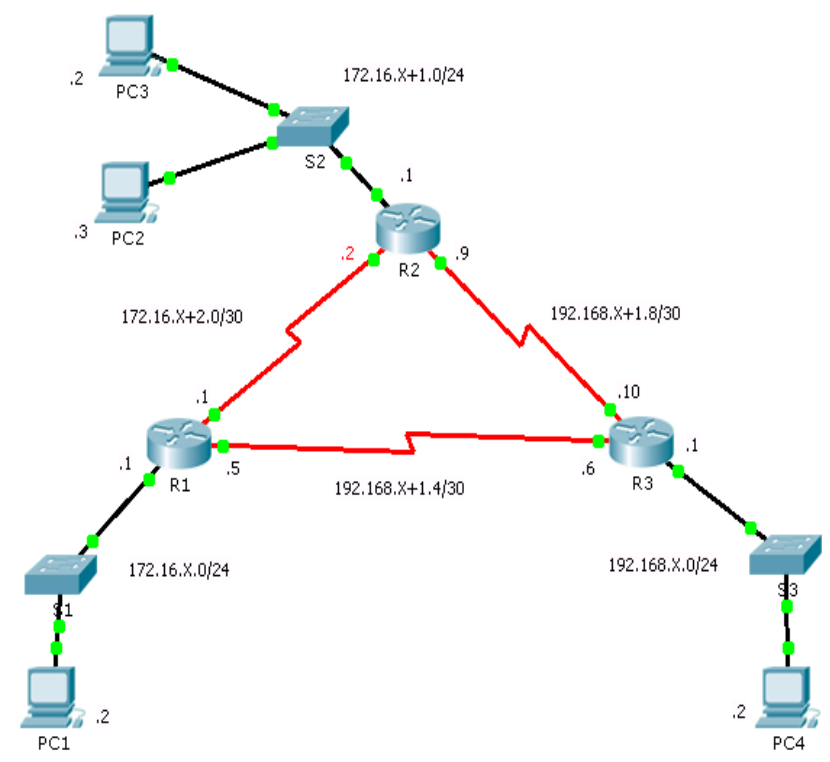 172.16.X+1.0/24
.2
PC3
S2
.1
.3
PC2
.2
.9
R2
172.16.X+2.0/30
192.168.X+1.8/30
.1
.10
.1
.5
.6
.1
R1
R3
192.168.X+1.4/30
172.16.X.0/24
192.168.X.0/24
S1
S3
.2
.2
PC1
PC4